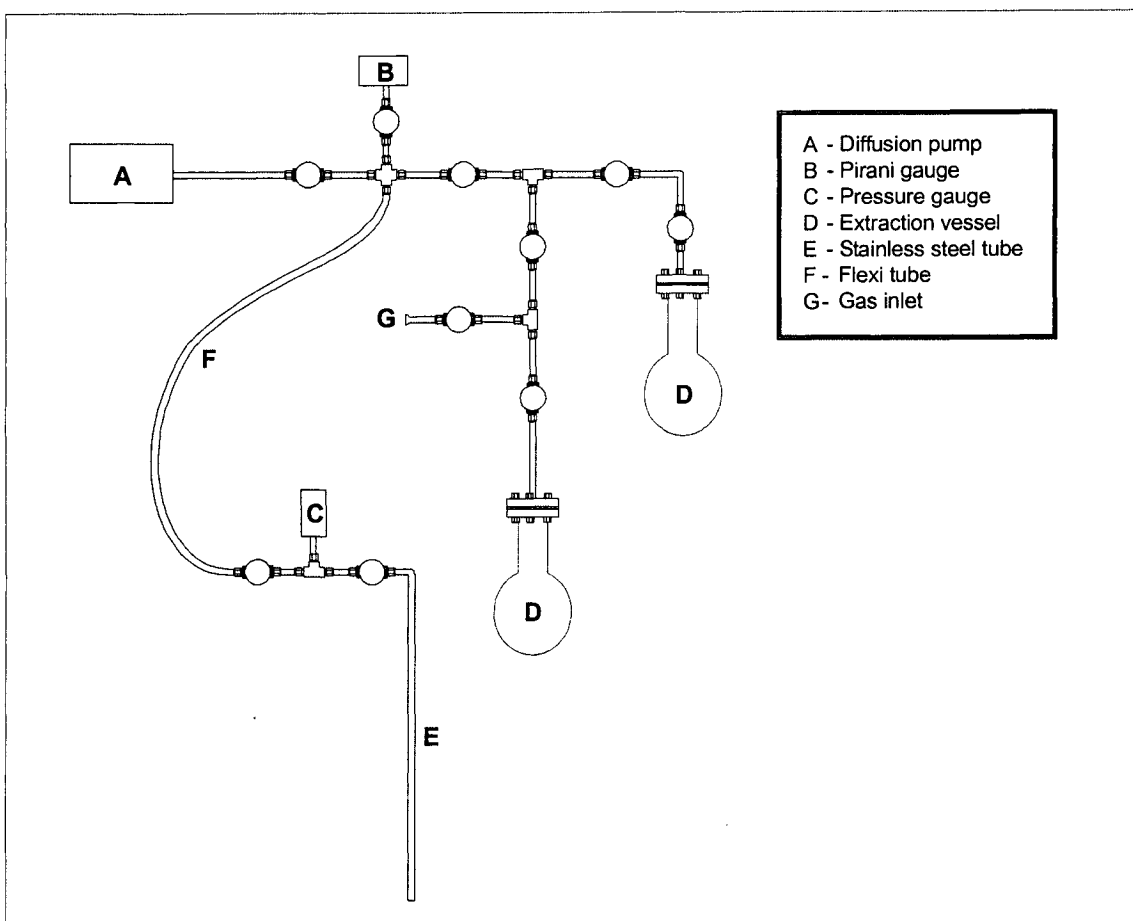 B
A
A - Diffusion pump
B - Pirani gauge
C - Pressure gauge
D - Extraction vessel
E - Stainless steel tube
F - Flexi tube
G- Gas inlet
G
F
D
C
D
E